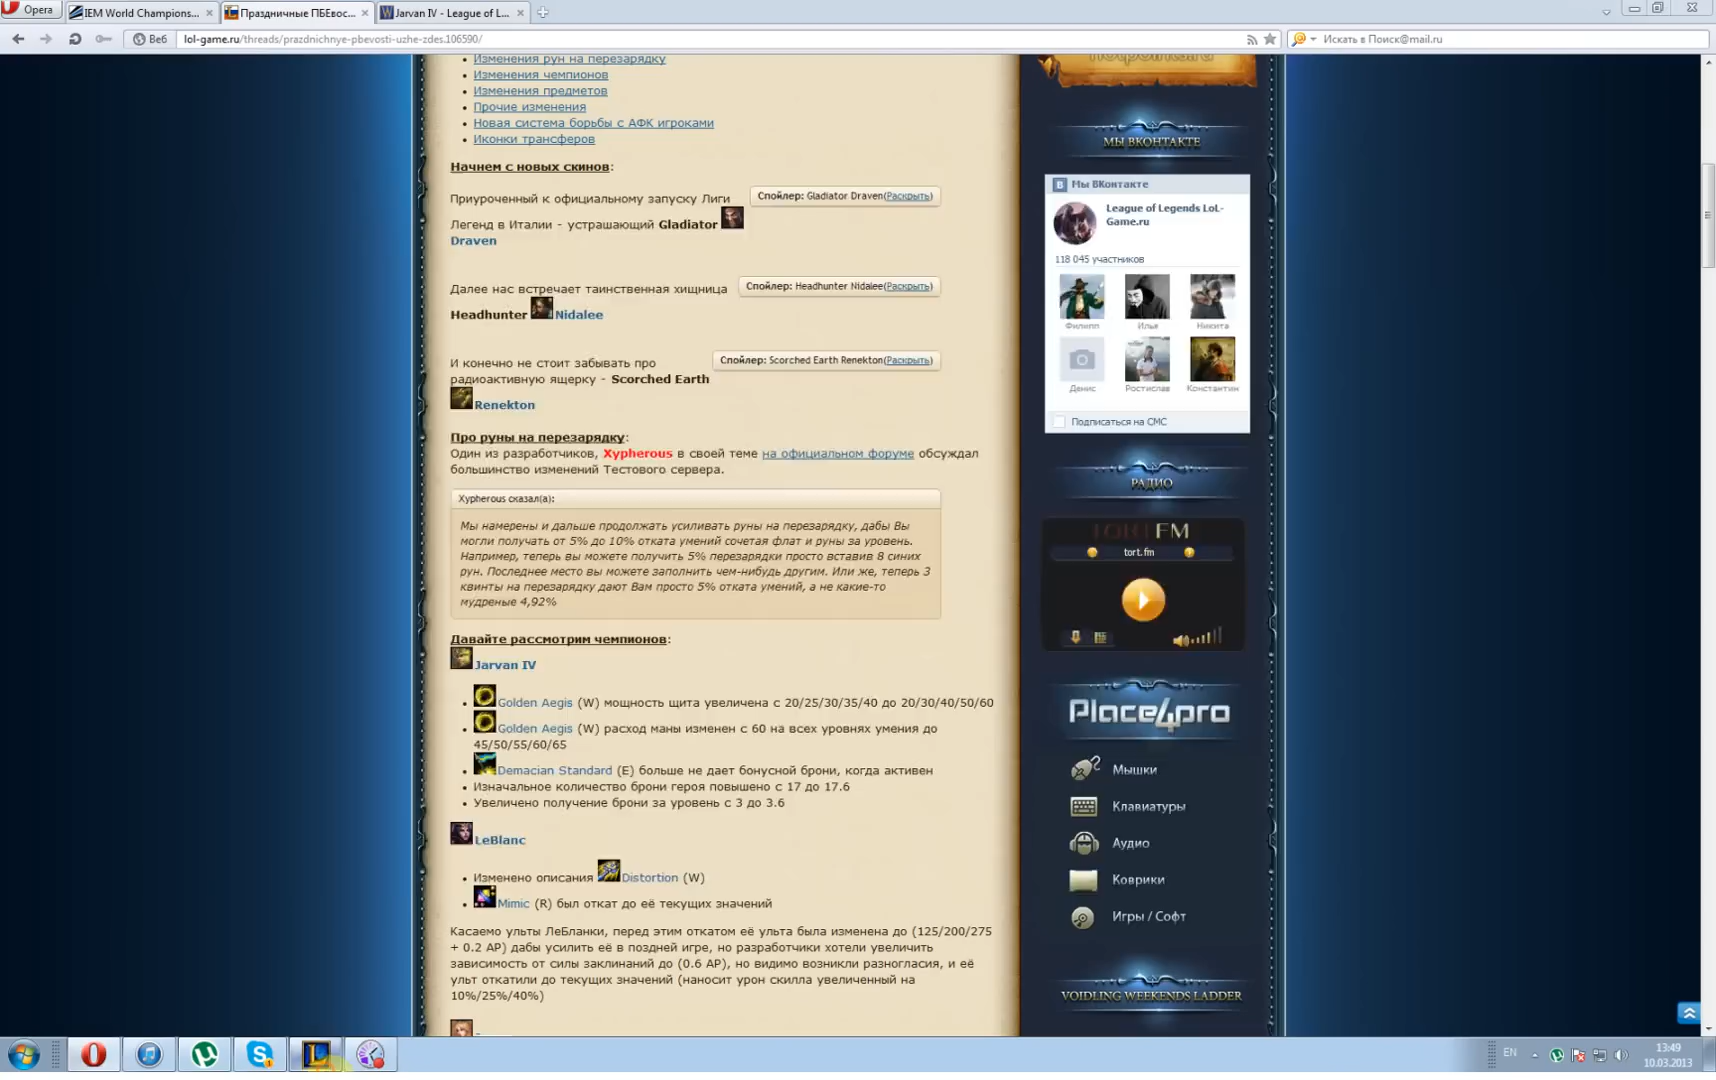 Opera
IEM World Champions...
Праздничные ПБЕвос...
Jarvan IV - League of L...
Веб
lol-game.ru/threads/prazdnichnye-pbevosti-uzhe-zdes.106590/
Искать в Поиск@mail.ru
Изменения рун на перезарядку
Изменения чемпионов
Изменения предметов
Прочие изменения
Новая система борьбы с АФК игроками
Иконки трансферов
Начнем с новых скинов:
Приуроченный к официальному запуску Лиги
Легенд в Италии - устрашающий Gladiator
Draven
Спойлер: Gladiator Draven(Раскрыть)
Далее нас встречает таинственная хищница
Headhunter Nidalee
Спойлер: Headhunter Nidalee(Раскрыть)
И конечно не стоит забывать про
радиоактивную ящерку - Scorched Earth
Renekton
Спойлер: Scorched Earth Renekton(Раскрыть)
Про руны на перезарядку:
Один из разработчиков, Xypherous в своей теме на официальном форуме обсуждал
большинство изменений Тестового сервера.
Xypherous сказал(а):
Мы намерены и дальше продолжать усиливать руны на перезарядку, дабы Вы
могли получать от 5% до 10% отката умений сочетая флат и руны за уровень.
Например, теперь вы можете получить 5% перезарядки просто вставив 8 синих
рун. Последнее место вы можете заполнить чем-нибудь другим. Или же, теперь 3
квинты на перезарядку дают Вам просто 5% отката умений, а не какие-то
мудреные 4,92%
Давайте рассмотрим чемпионов:
Jarvan IV
Golden Aegis (W) мощность щита увеличена с 20/25/30/35/40 до 20/30/40/50/60
Golden Aegis (W) расход маны изменен с 60 на всех уровнях умения до
45/50/55/60/65
Demacian Standard (E) больше не дает бонусной брони, когда активен
Изначальное количество брони героя повышено с 17 до 17.6
Увеличено получение брони за уровень с 3 до 3.6
LeBlanc
Изменено описания Distortion (W)
Mimic (R) был откат до её текущих значений
Касаемо ульты ЛеБланки, перед этим откатом её ульта была изменена до (125/200/275
+ 0.2 AP) дабы усилить её в поздней игре, но разработчики хотели увеличить
зависимость от силы заклинаний до (0.6 AP), но видимо возникли разногласия, и её
ульт откатили до текущих значений (наносит урон скилла увеличенный на
10%/25%/40%)
МЫ ВКОНТАКТЕ
Мы ВКонтакте
League of Legends LoL-
Game.ru
118 045 участников
Филипп
Илья
Никита
Денис
Ростислав
Константин
Подписаться на СМС
РАДИО
TORT FM
tort.fm
Place4pro
Мышки
Клавиатуры
Аудио
Коврики
Игры / Софт
VOIDLING WEEKENDS LADDER
EN
13:49
10.03.2013